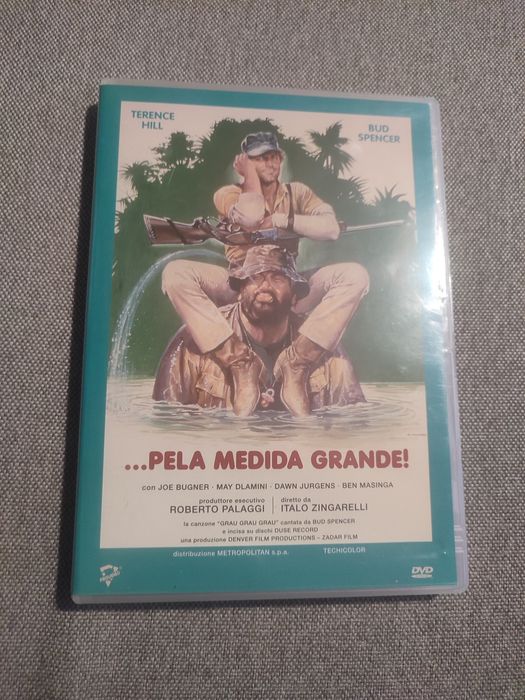 TERENCE
HILL
BUD
SPENCER
...PELA MEDIDA GRANDE!
con JOE BUGNER · MAY DLAMINI · DAWN JURGENS · BEN MASINGA
produttore esecutivo
ROBERTO PALAGGI
diretto da
ITALO ZINGARELLI
la canzone "GRAU GRAU GRAU" cantata da BUD SPENCER
e incisa su dischi DUSE RECORD
una produzione DENVER FILM PRODUCTIONS - ZADAR FILM
distribuzione METROPOLITAN s.p.a.
TECHICOLOR
DVD